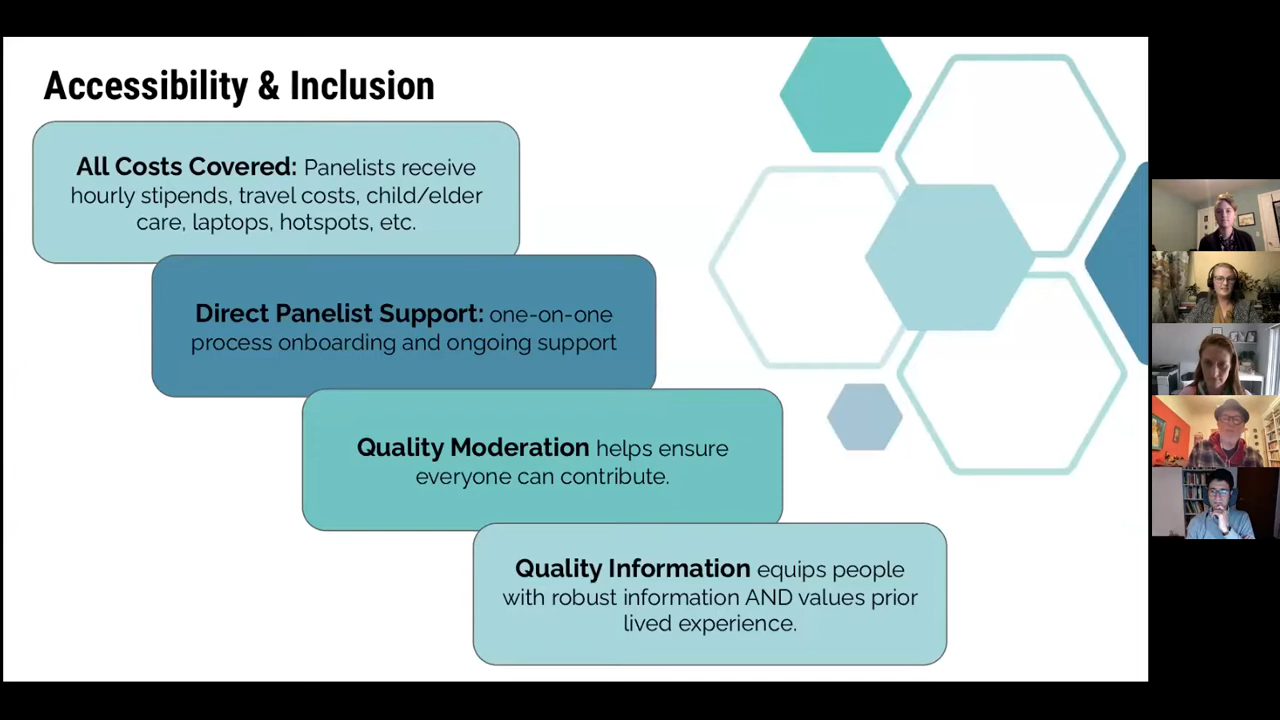 Accessibility & Inclusion
All Costs Covered: Panelists receive
hourly stipends, travel costs, child/elder
care, laptops, hotspots, etc.
Direct Panelist Support: one-on-one
process onboarding and ongoing support
Quality Moderation helps ensure
everyone can contribute.
Quality Information equips people
with robust information AND values prior
lived experience.